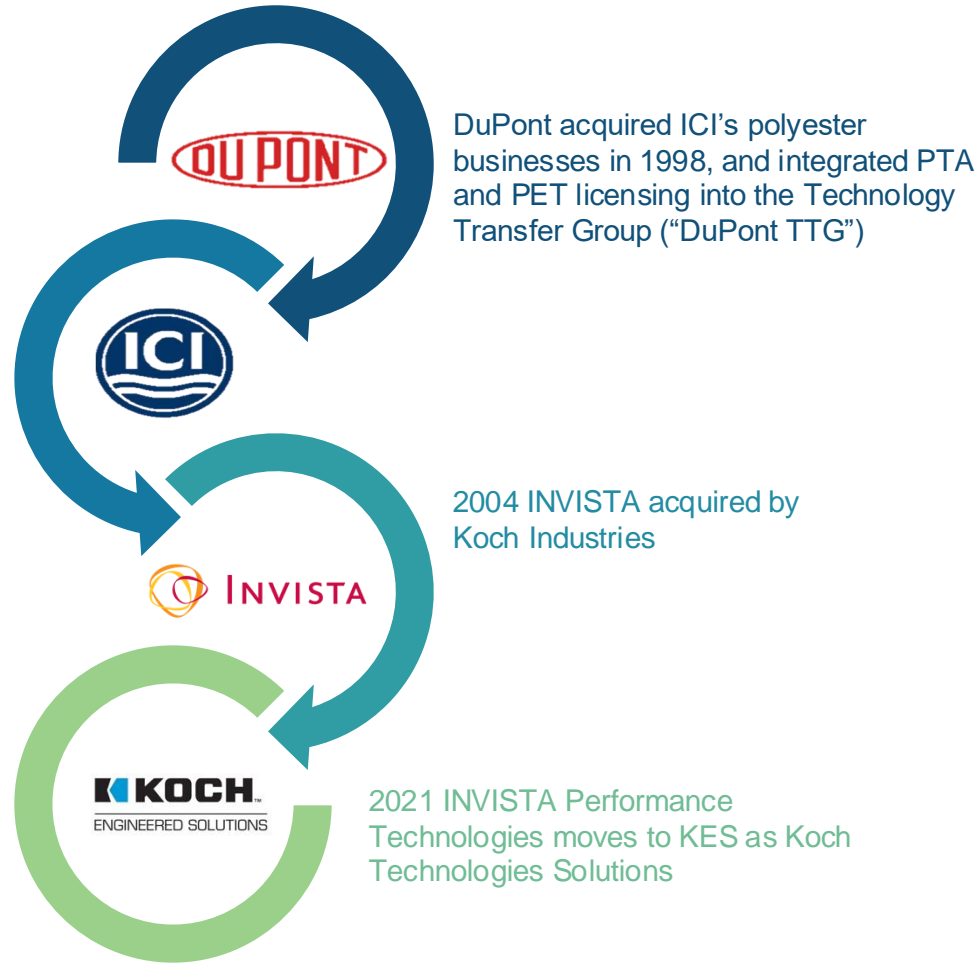 DU PONT
DuPont acquired ICI’s polyester
businesses in 1998, and integrated PTA
and PET licensing into the Technology
Transfer Group (“DuPont TTG”)
ICI
2004 INVISTA acquired by
Koch Industries
INVISTA
KOCH™
ENGINEERED SOLUTIONS
2021 INVISTA Performance
Technologies moves to KES as Koch
Technologies Solutions